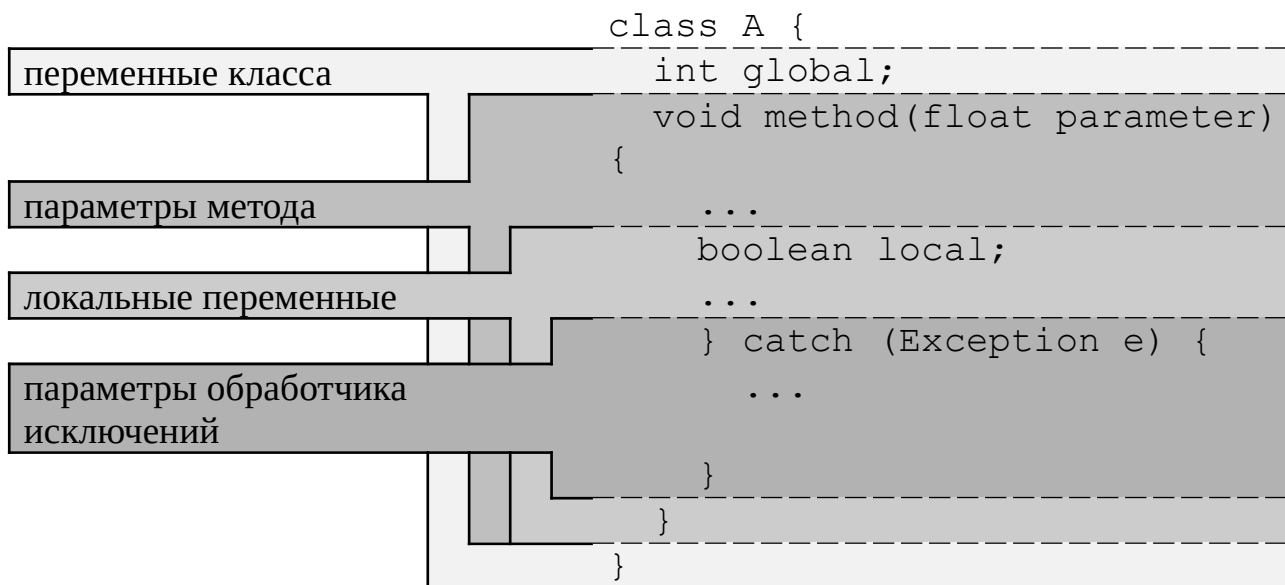 class A {
переменные класса
int global;
void method(float parameter)
{
параметры метода
...
boolean local;
локальные переменные
...
} catch (Exception e) {
параметры обработчика
...
исключений
}
}
}